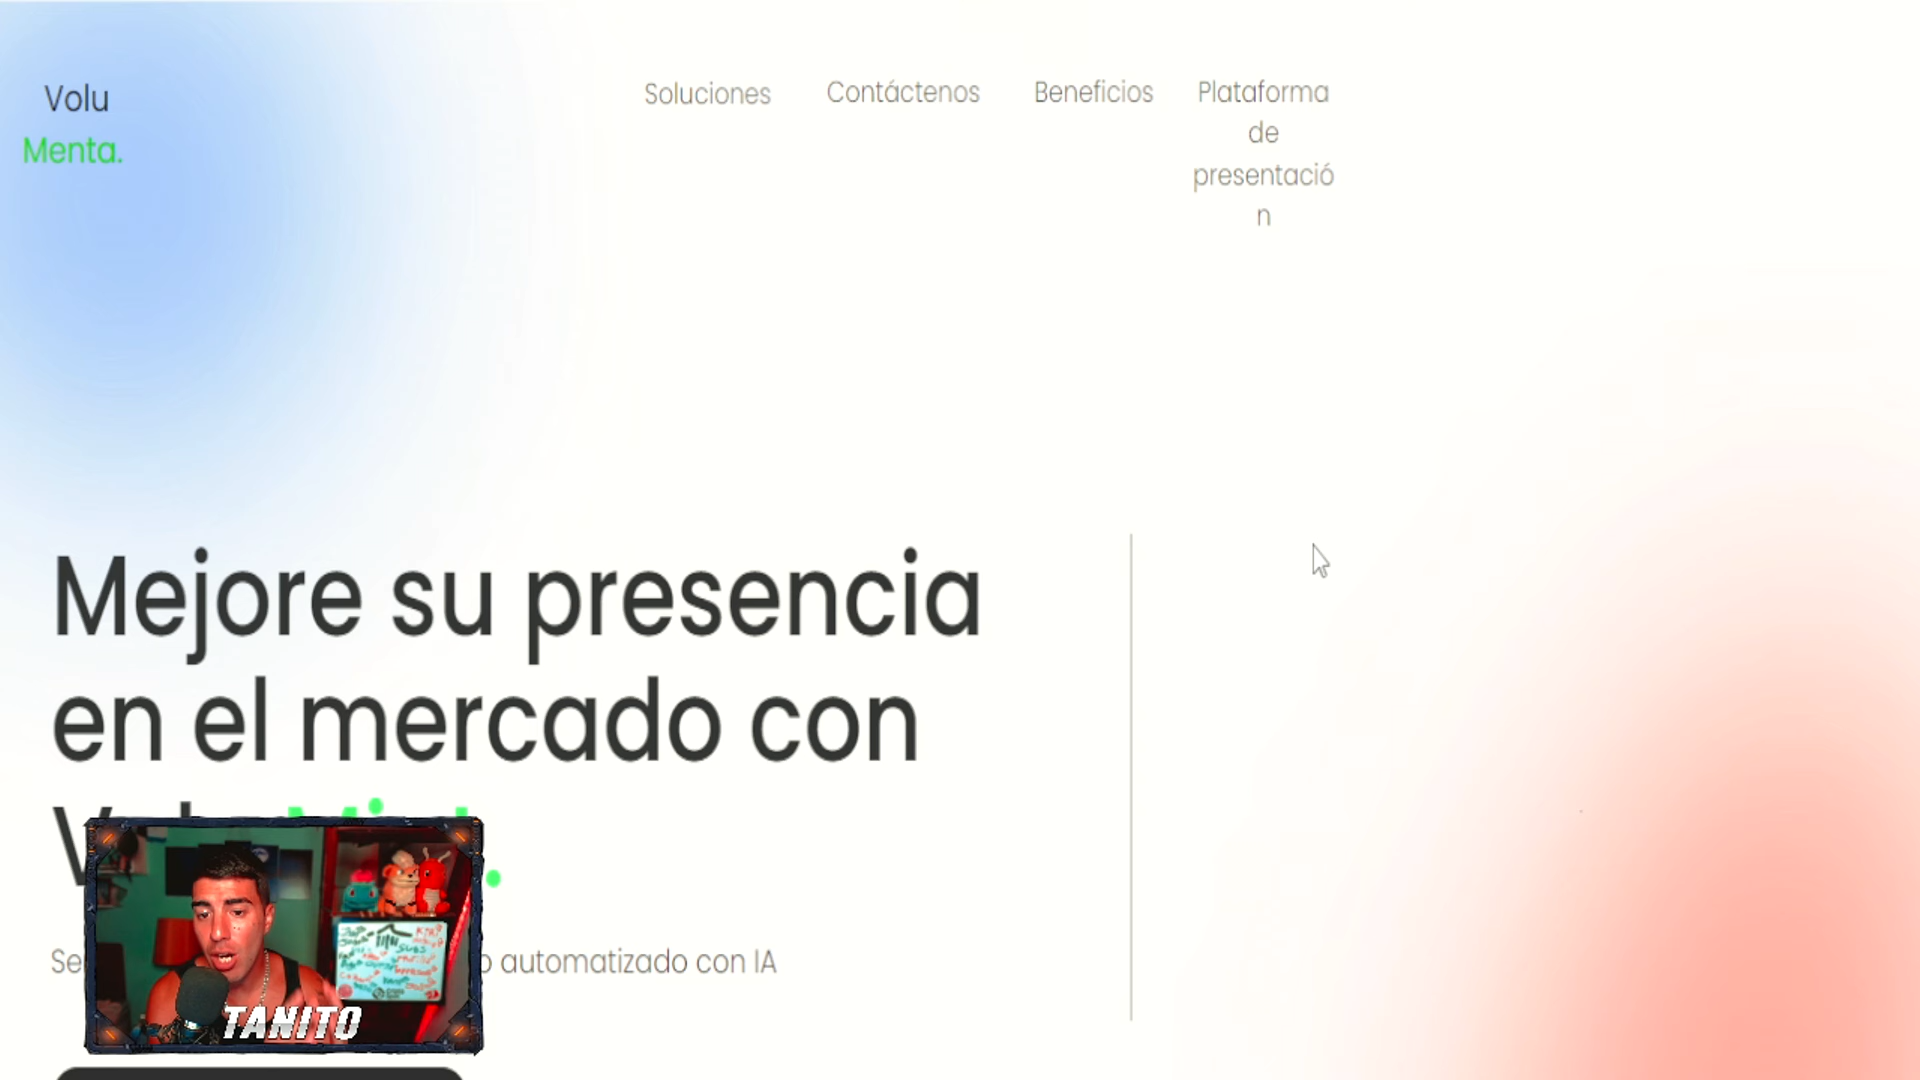 Volu
Menta.
Soluciones
Contáctenos
Beneficios
Plataforma
de
presentació
n
Mejore su presencia
en el mercado con
automatizado con IA
TANITO